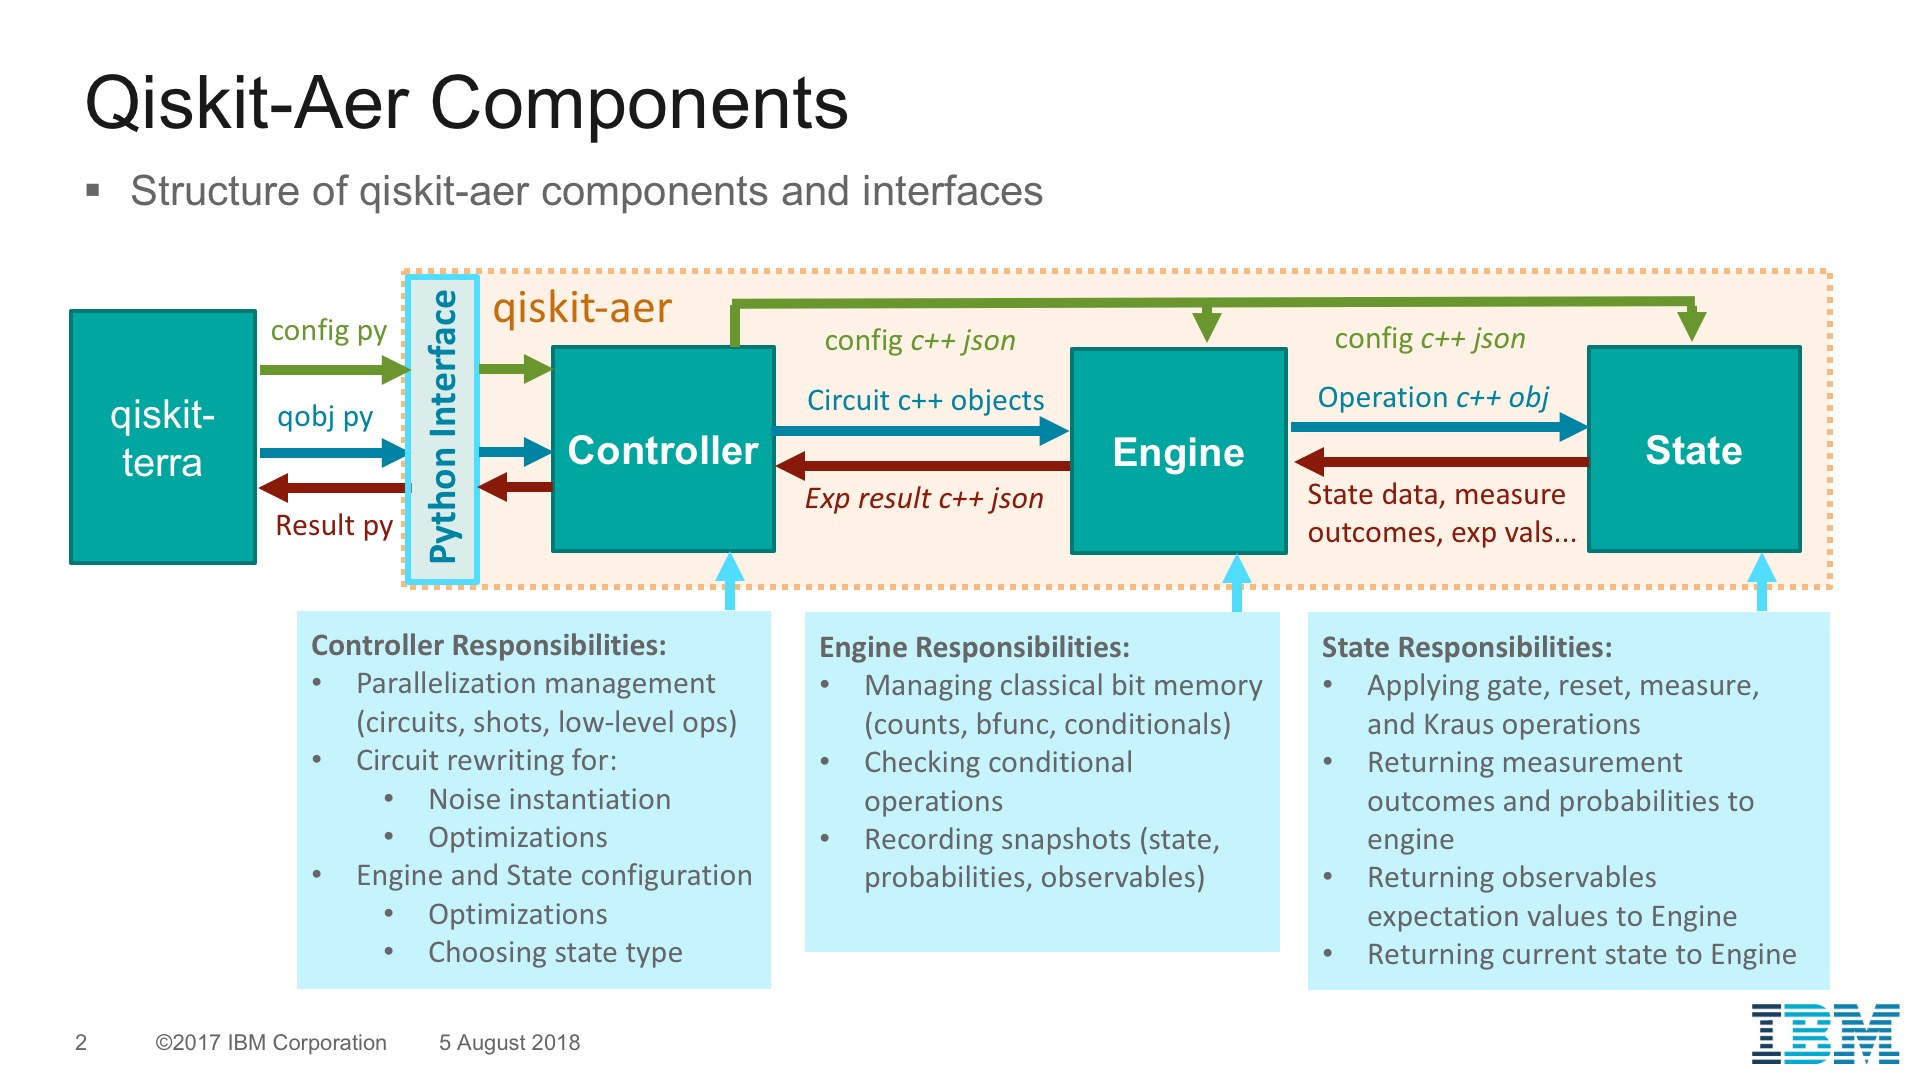 Qiskit-Aer Components
▪ Structure of qiskit-aer components and interfaces
qiskit-
terra
config py
qobj py
Result py
Python Interface
qiskit-aer
Controller
config c++ json
Circuit c++ objects
Exp result c++ json
Engine
config c++ json
Operation c++ obj
State data, measure
outcomes, exp vals...
State
Controller Responsibilities:
• Parallelization management
(circuits, shots, low-level ops)
• Circuit rewriting for:
• Noise instantiation
• Optimizations
• Engine and State configuration
• Optimizations
• Choosing state type
Engine Responsibilities:
• Managing classical bit memory
(counts, bfunc, conditionals)
• Checking conditional
operations
• Recording snapshots (state,
probabilities, observables)
State Responsibilities:
• Applying gate, reset, measure,
and Kraus operations
• Returning measurement
outcomes and probabilities to
engine
• Returning observables
expectation values to Engine
• Returning current state to Engine
2 ©2017 IBM Corporation 5 August 2018
IBM